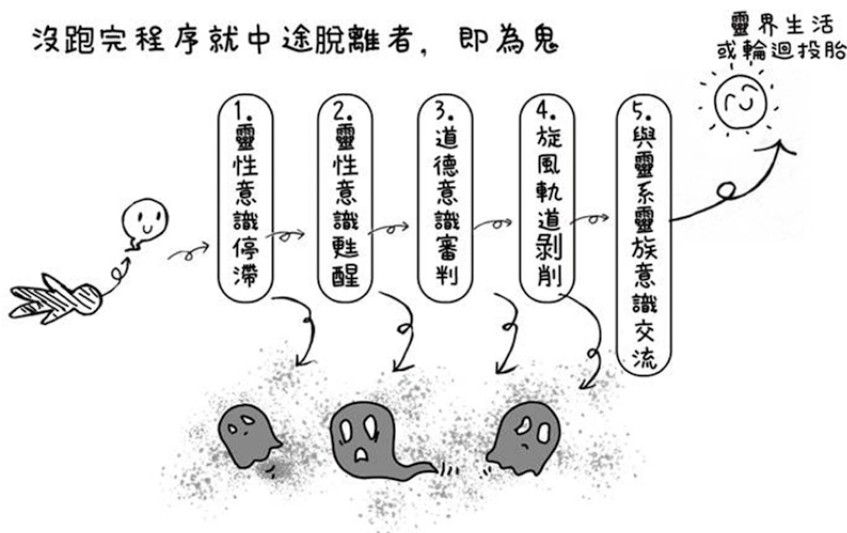 沒跑完程序就中途脫離者，即為鬼
靈界生活
或輪迴投胎
1.靈性意識停滯
2.靈性意識甦醒
3.道德意識審判
4.旋風軌道剝削
5.與靈系靈族意識交流